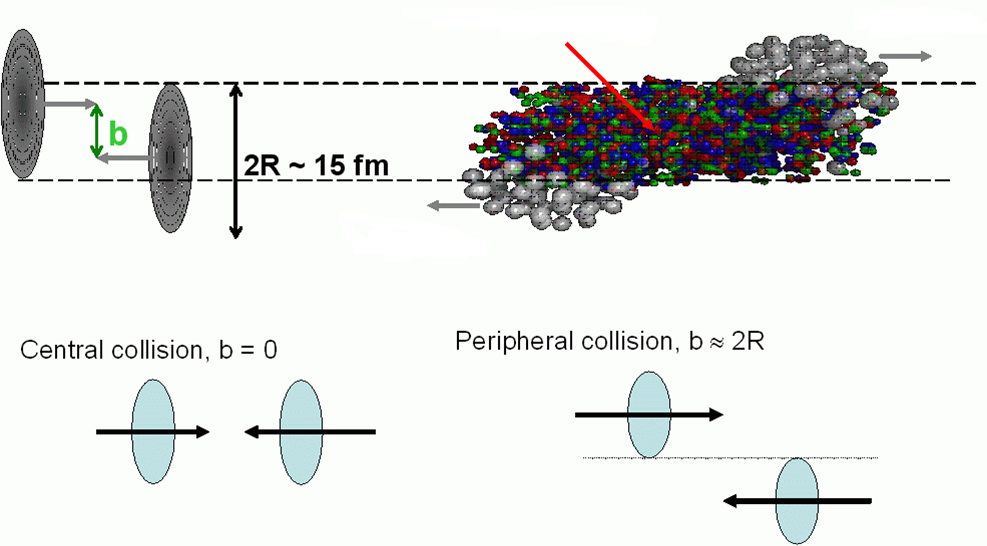 b
2R ~ 15 fm
Central collision, b = 0
Peripheral collision, b ≈ 2R